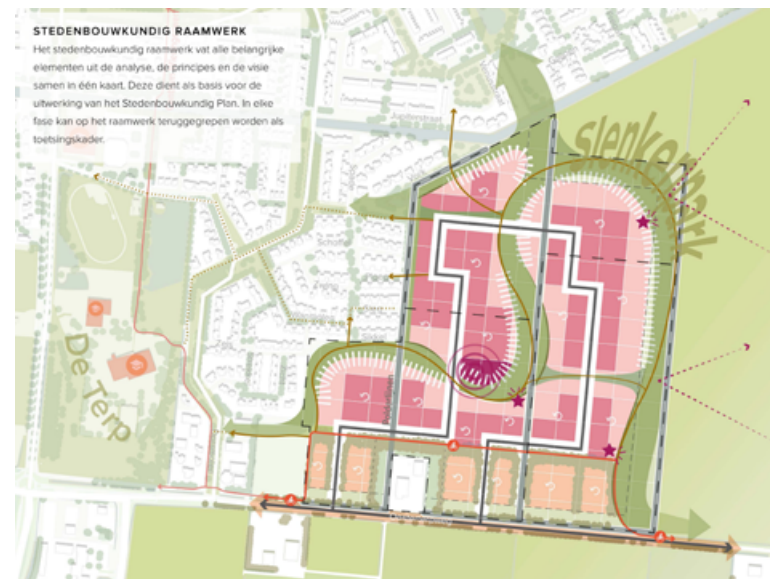 STEDENBOUWKUNDIG RAAMWERK
Het stedenbouwkundig raamwerk vat alle belangrijke
elementen uit de analyse, de principes en de visie
samen in één kaart. Deze dient als basis voor de
uitwerking van het Stedenbouwkundig Plan. In elke
fase kan op het raamwerk teruggegrepen worden als
toetsingskader.
Jupiterstraat
slenkenpark
De Terp